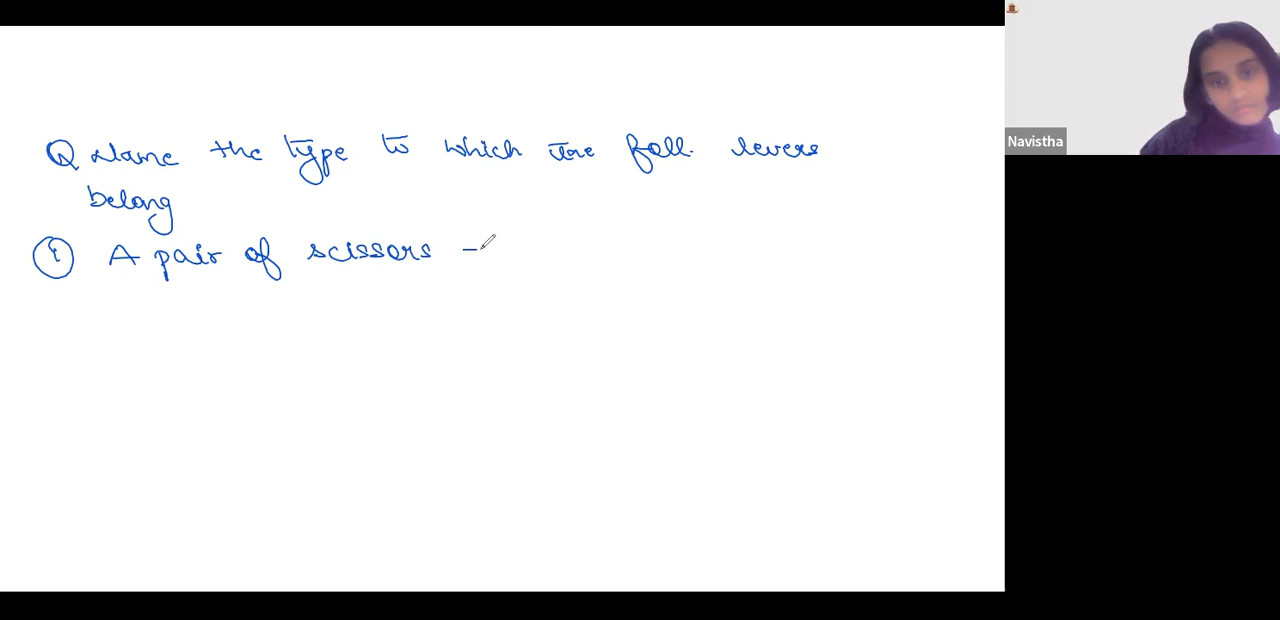 Q Name the type to which the foll. levers
belong
(i) A pair of scissors -
Navistha